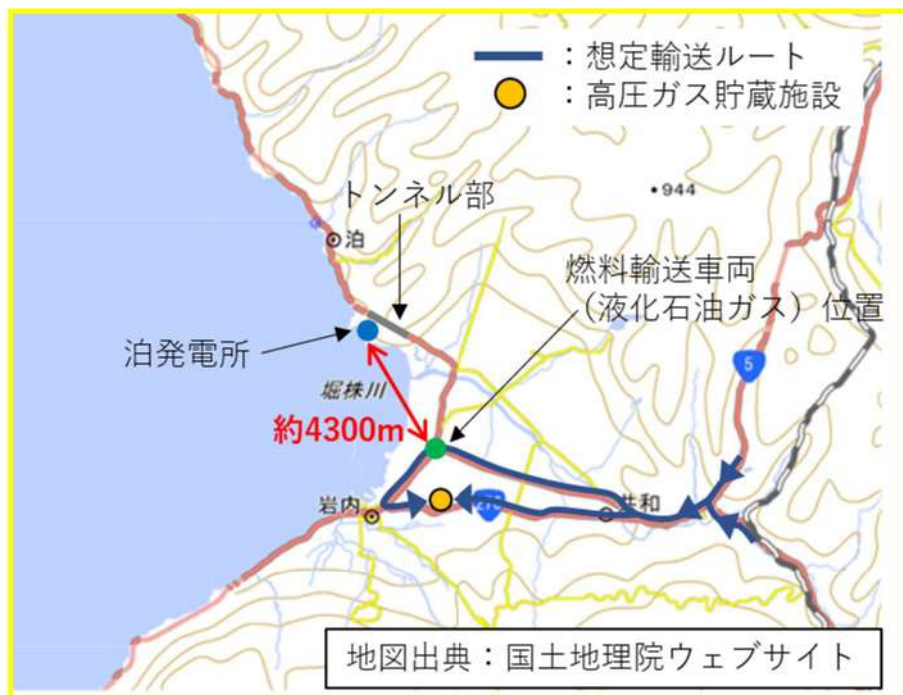 ：想定輸送ルート
：高圧ガス貯蔵施設
トンネル部
・944
泊
燃料輸送車両
（液化石油ガス）位置
泊発電所
5
堀株川
約4300m
岩内
共和
地図出典：国土地理院ウェブサイト